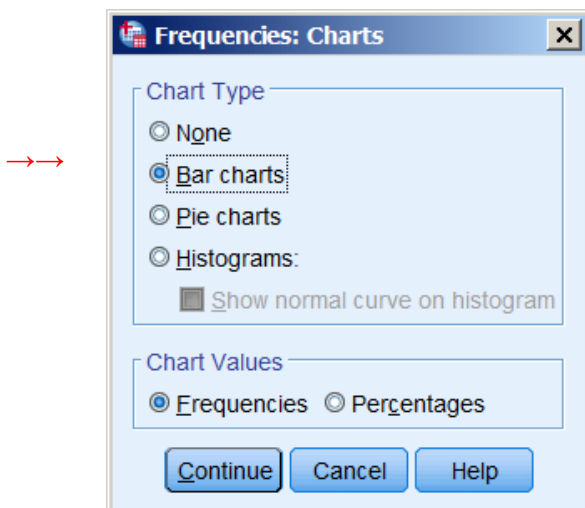 Frequencies: Charts
Chart Type
None
→→
Bar charts
Pie charts
Histograms:
Show normal curve on histogram
Chart Values
Frequencies Percentages
Continue Cancel Help